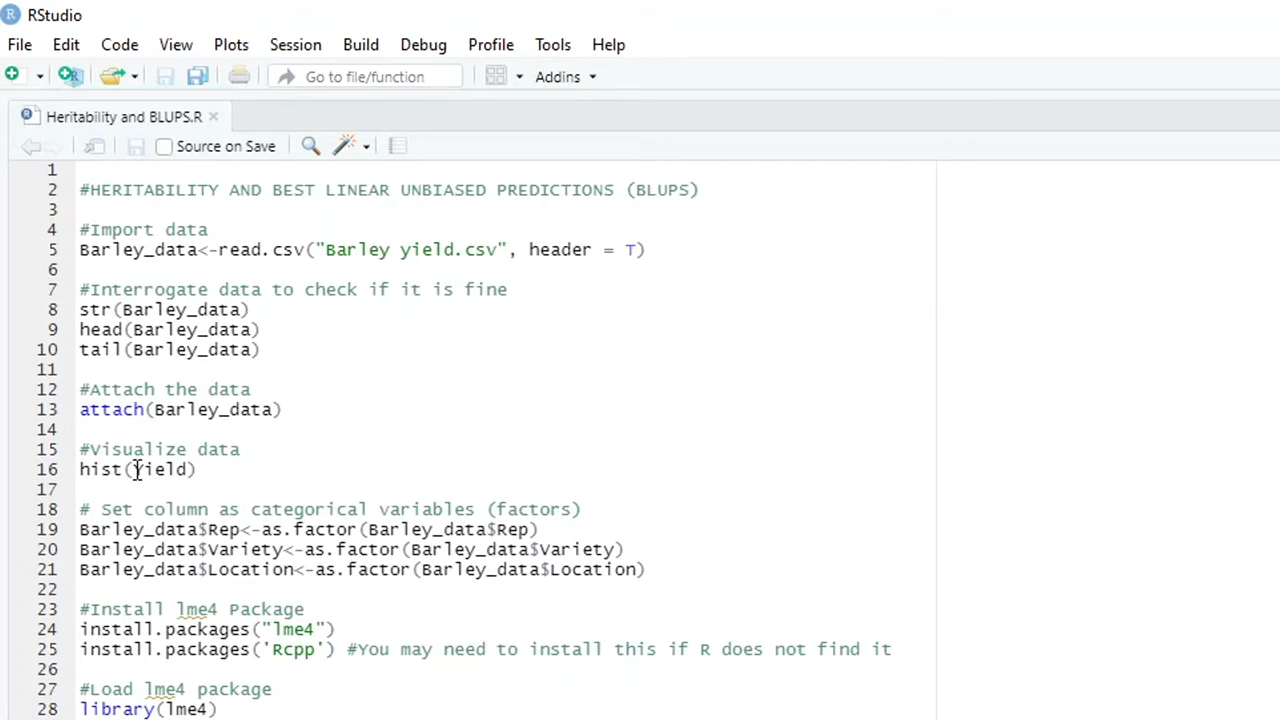 RStudio
File Edit Code View Plots Session Build Debug Profile Tools Help
Go to file/function Addins
Heritability and BLUPS.R
Source on Save
1
2 #HERITABILITY AND BEST LINEAR UNBIASED PREDICTIONS (BLUPS)
3
4 #Import data
5 Barley_data<-read.csv("Barley yield.csv", header = T)
6
7 #Interrogate data to check if it is fine
8 str(Barley_data)
9 head(Barley_data)
10 tail(Barley_data)
11
12 #Attach the data
13 attach(Barley_data)
14
15 #Visualize data
16 hist(Yield)
17
18 # Set column as categorical variables (factors)
19 Barley_data$Rep<-as.factor(Barley_data$Rep)
20 Barley_data$Variety<-as.factor(Barley_data$Variety)
21 Barley_data$Location<-as.factor(Barley_data$Location)
22
23 #Install lme4 Package
24 install.packages("lme4")
25 install.packages('Rcpp') #You may need to install this if R does not find it
26
27 #Load lme4 package
28 library(lme4)